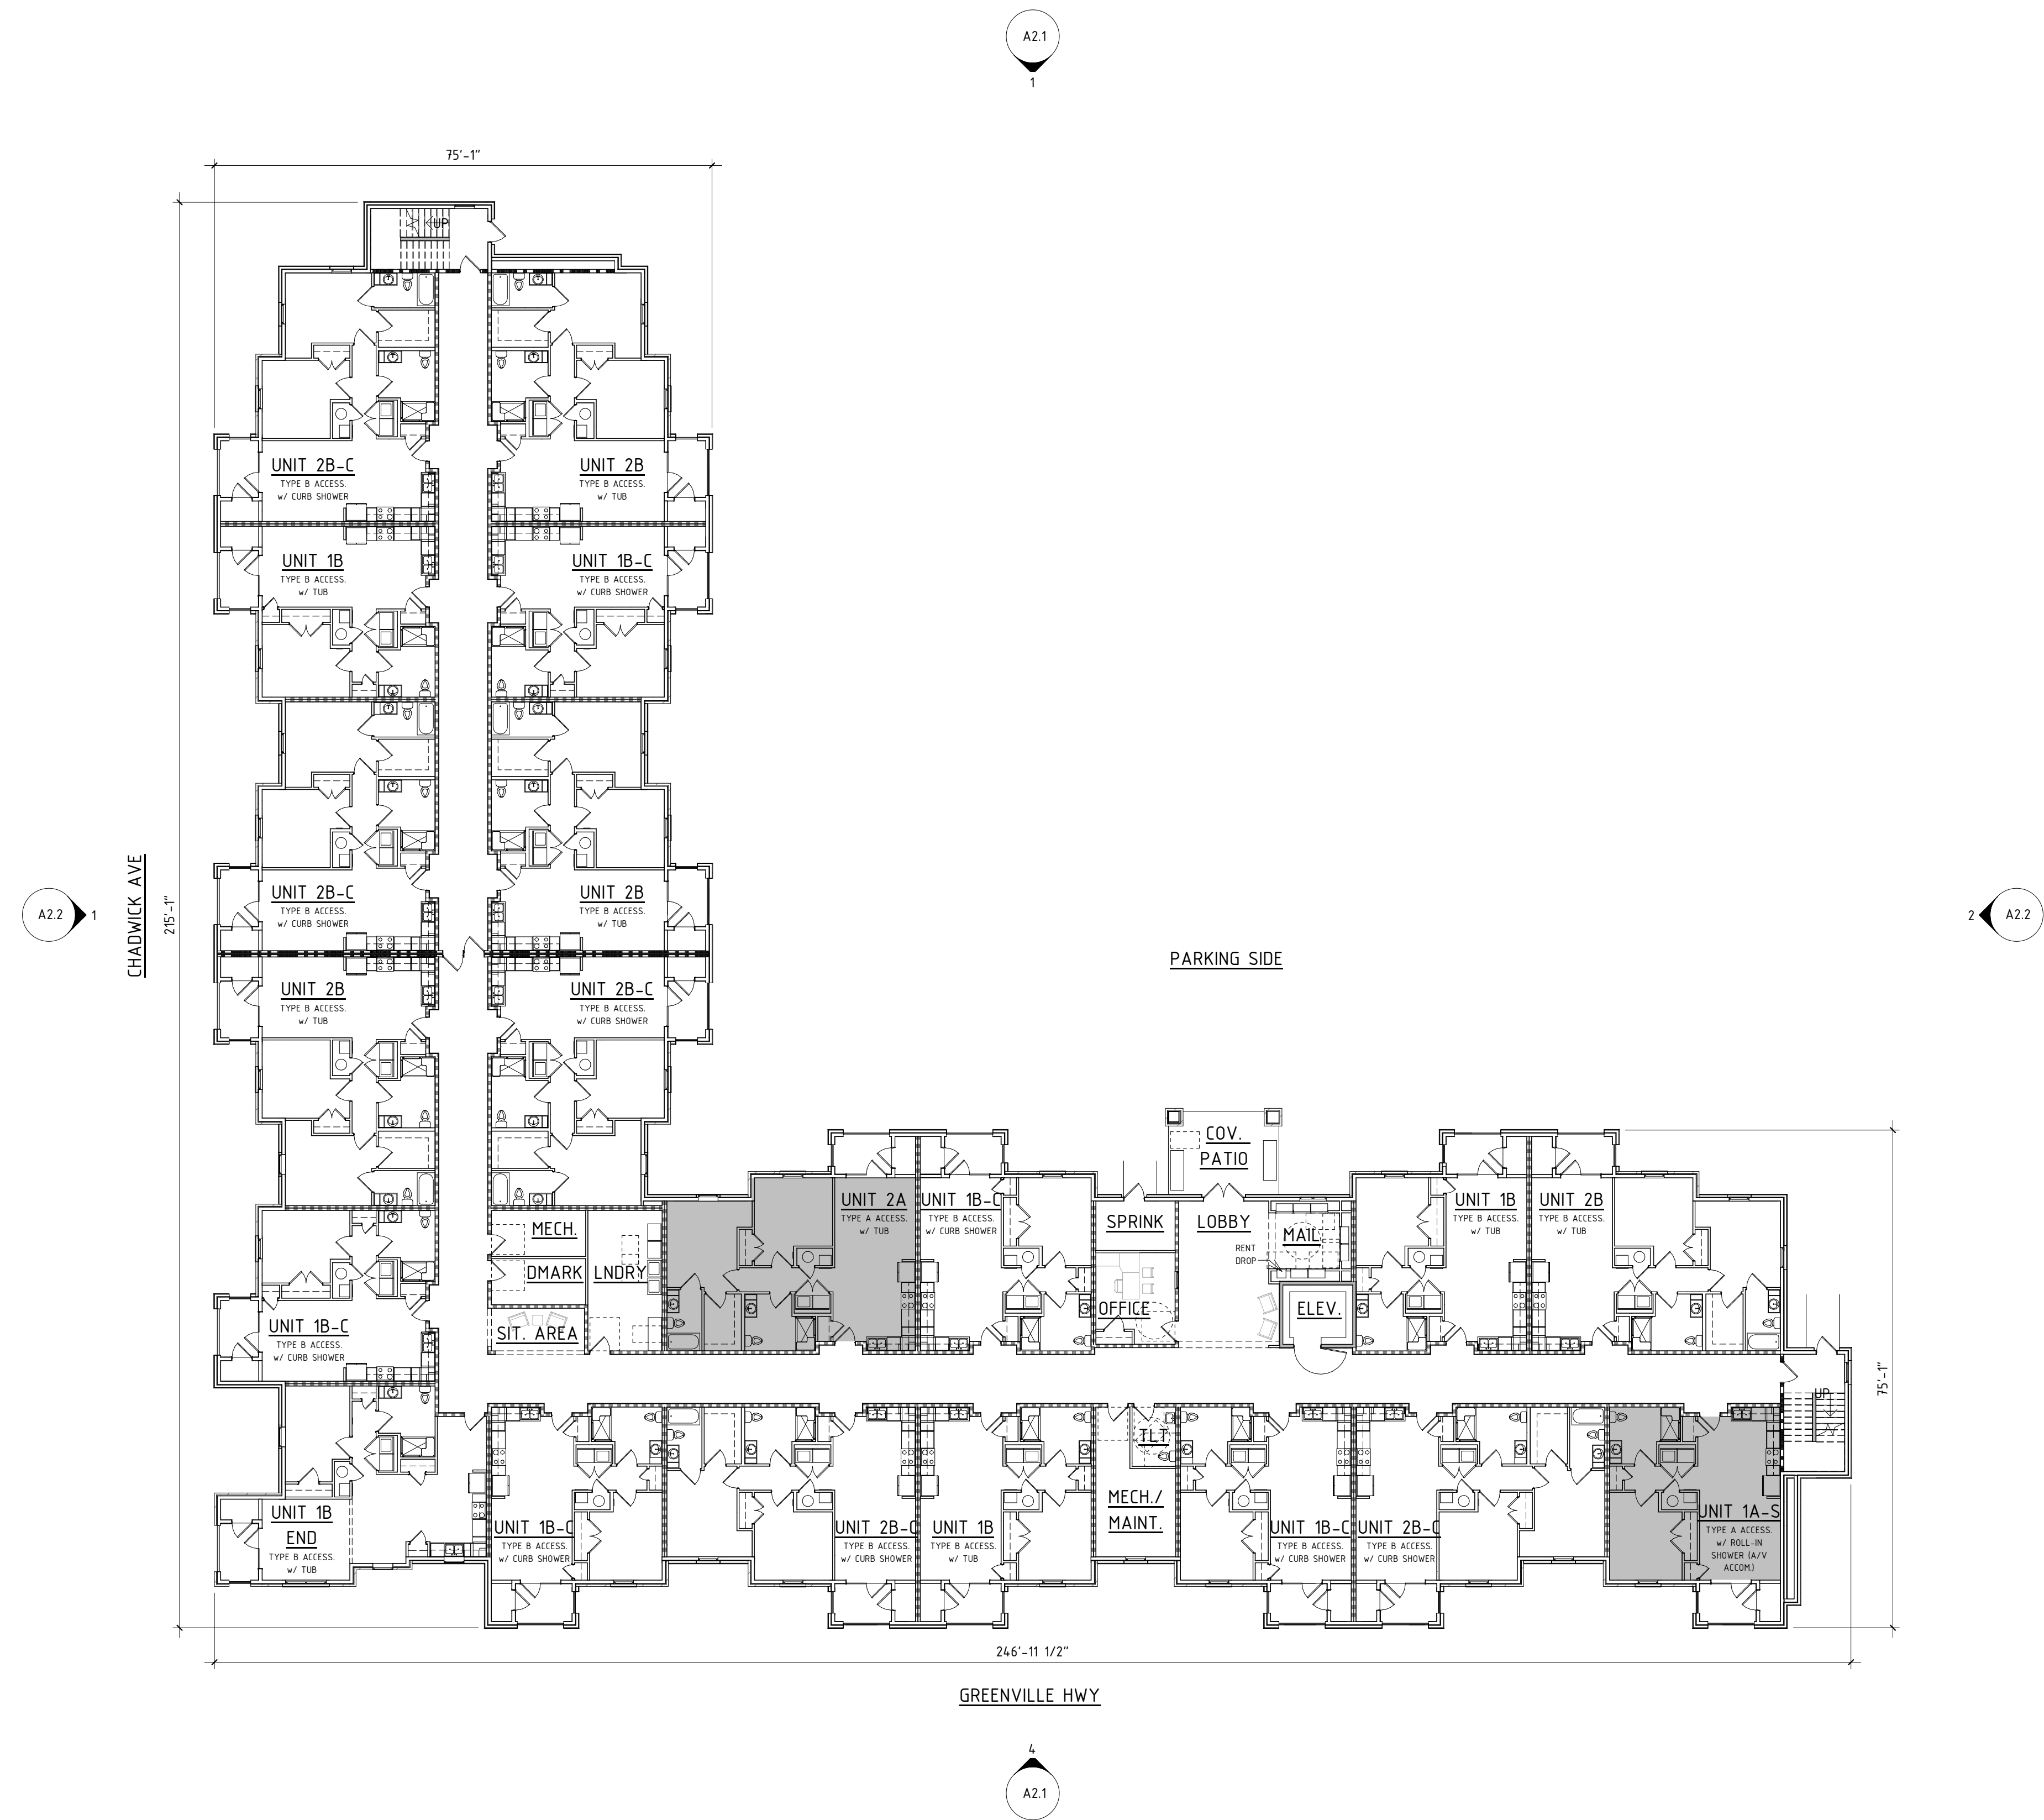 A2.1
1
75'-1"
UP
UNIT 2B-C
TYPE B ACCESS.
w/ CURB SHOWER
UNIT 2B
TYPE B ACCESS.
w/ TUB
UNIT 1B
TYPE B ACCESS.
w/ TUB
UNIT 1B-C
TYPE B ACCESS.
w/ CURB SHOWER
CHADWICK AVE
215'-1"
A2.2
1
UNIT 2B-C
TYPE B ACCESS.
w/ CURB SHOWER
UNIT 2B
TYPE B ACCESS.
w/ TUB
2
A2.2
PARKING SIDE
UNIT 2B
TYPE B ACCESS.
w/ TUB
UNIT 2B-C
TYPE B ACCESS.
w/ CURB SHOWER
COV.
PATIO
MECH.
DMARK
LNDRY
SIT. AREA
UNIT 2A
TYPE A ACCESS.
w/ TUB
UNIT 1B-C
TYPE B ACCESS.
w/ CURB SHOWER
SPRINK
LOBBY
MAIL
RENT
DROP
OFFICE
ELEV.
UNIT 1B
TYPE B ACCESS.
w/ TUB
UNIT 2B
TYPE B ACCESS.
w/ TUB
UNIT 1B-C
TYPE B ACCESS.
w/ CURB SHOWER
75'-1"
UP
TLT
MECH./
MAINT.
UNIT 1B
END
TYPE B ACCESS.
w/ TUB
UNIT 1B-C
TYPE B ACCESS.
w/ CURB SHOWER
UNIT 2B-C
TYPE B ACCESS.
w/ CURB SHOWER
UNIT 1B
TYPE B ACCESS.
w/ TUB
UNIT 1B-C
TYPE B ACCESS.
w/ CURB SHOWER
UNIT 2B-C
TYPE B ACCESS.
w/ CURB SHOWER
UNIT 1A-S
TYPE A ACCESS.
w/ ROLL-IN
SHOWER (A/V
ACCOM.)
246'-11 1/2"
GREENVILLE HWY
4
A2.1